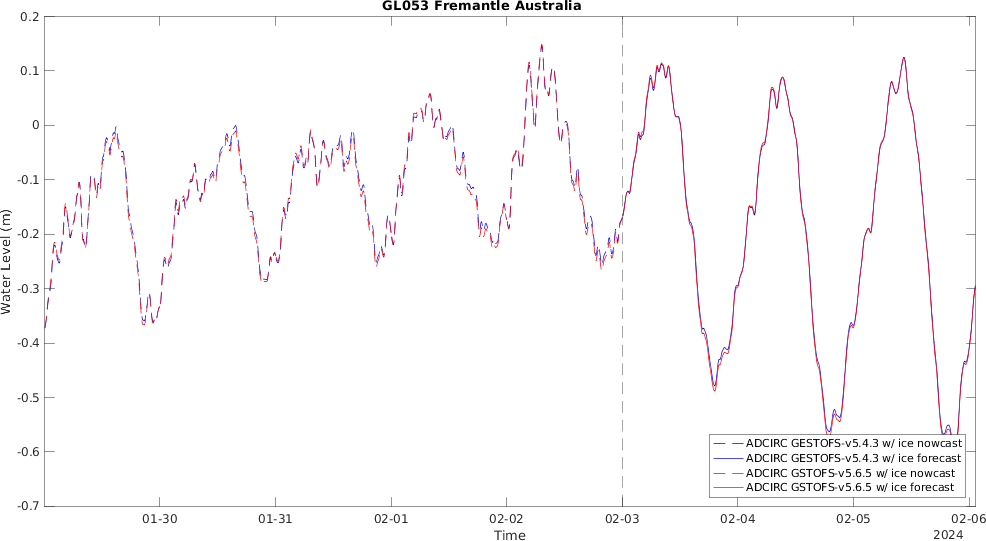 GL053 Fremantle Australia
0.2
0.1
0
-0.1
-0.2
-0.3
-0.4
-0.5
-0.6
-0.7
Water Level (m)
ADCIRC GESTOFS-v5.4.3 w/ ice nowcast
ADCIRC GESTOFS-v5.4.3 w/ ice forecast
ADCIRC GSTOFS-v5.6.5 w/ ice nowcast
ADCIRC GSTOFS-v5.6.5 w/ ice forecast
01-30 01-31 02-01 02-02 02-03 02-04 02-05 02-06
Time
2024